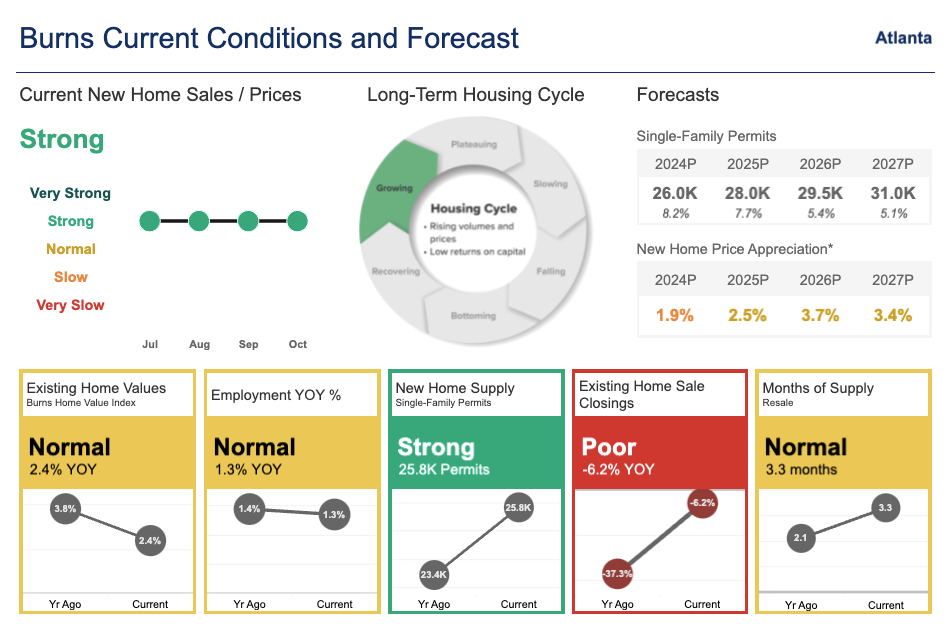 Burns Current Conditions and Forecast
Atlanta
Current New Home Sales / Prices
Strong
Very Strong
Strong
Normal
Slow
Very Slow
Jul Aug Sep Oct
Long-Term Housing Cycle
Plateauing
Slowing
Falling
Bottoming
Recovering
Growing
Housing Cycle
• Rising volumes and
prices
• Low returns on capital
Forecasts
Single-Family Permits
2024P 2025P 2026P 2027P
26.0K 28.0K 29.5K 31.0K
8.2% 7.7% 5.4% 5.1%
New Home Price Appreciation*
2024P 2025P 2026P 2027P
1.9% 2.5% 3.7% 3.4%
Existing Home Values
Burns Home Value Index
Normal
2.4% YOY
3.8%
2.4%
Yr Ago Current
Employment YOY %
Normal
1.3% YOY
1.4%
1.3%
Yr Ago Current
New Home Supply
Single-Family Permits
Strong
25.8K Permits
25.8K
23.4K
Yr Ago Current
Existing Home Sale
Closings
Poor
-6.2% YOY
-6.2%
-37.3%
Yr Ago Current
Months of Supply
Resale
Normal
3.3 months
3.3
2.1
Yr Ago Current